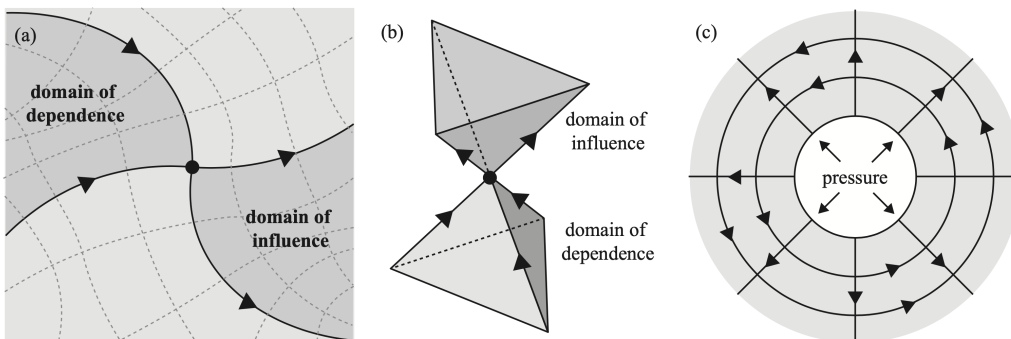 (a)
domain of
dependence
domain of
influence
(b)
domain of
influence
domain of
dependence
(c)
pressure